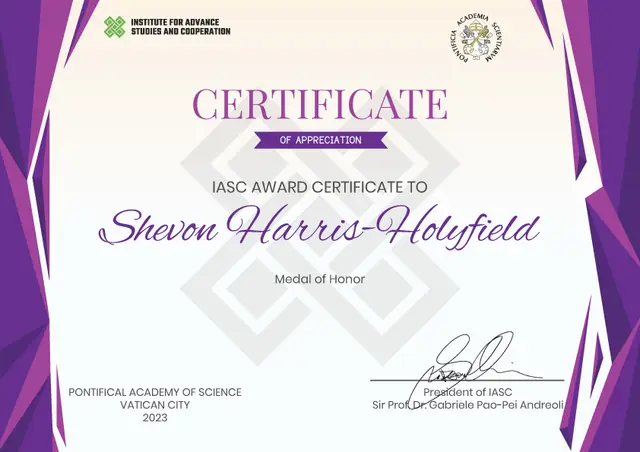 INSTITUTE FOR ADVANCE
STUDIES AND COOPERATION
PONTIFICIA ACADEMIA SCIENTIARVM
CERTIFICATE
OF APPRECIATION
IASC AWARD CERTIFICATE TO
Shevon Harris-Holyfield
Medal of Honor
PONTIFICAL ACADEMY OF SCIENCE
VATICAN CITY
2023
President of IASC
Sir Prof. Dr. Gabriele Pao-Pei Andreoli